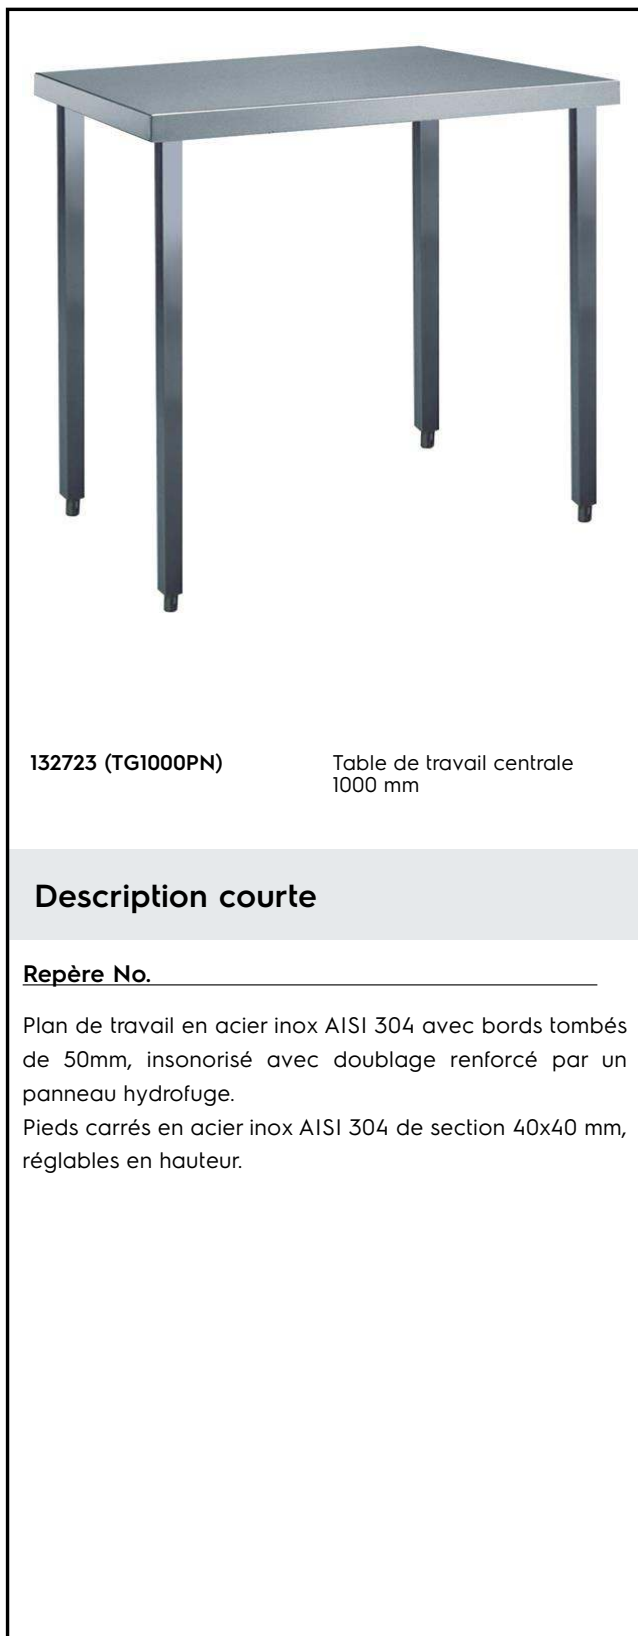 132723 (TG1000PN)
Table de travail centrale
1000 mm
Description courte
Repère No.
Plan de travail en acier inox AISI 304 avec bords tombés
de 50mm, insonorisé avec doublage renforcé par un
panneau hydrofuge.
Pieds carrés en acier inox AISI 304 de section 40x40 mm,
réglables en hauteur.